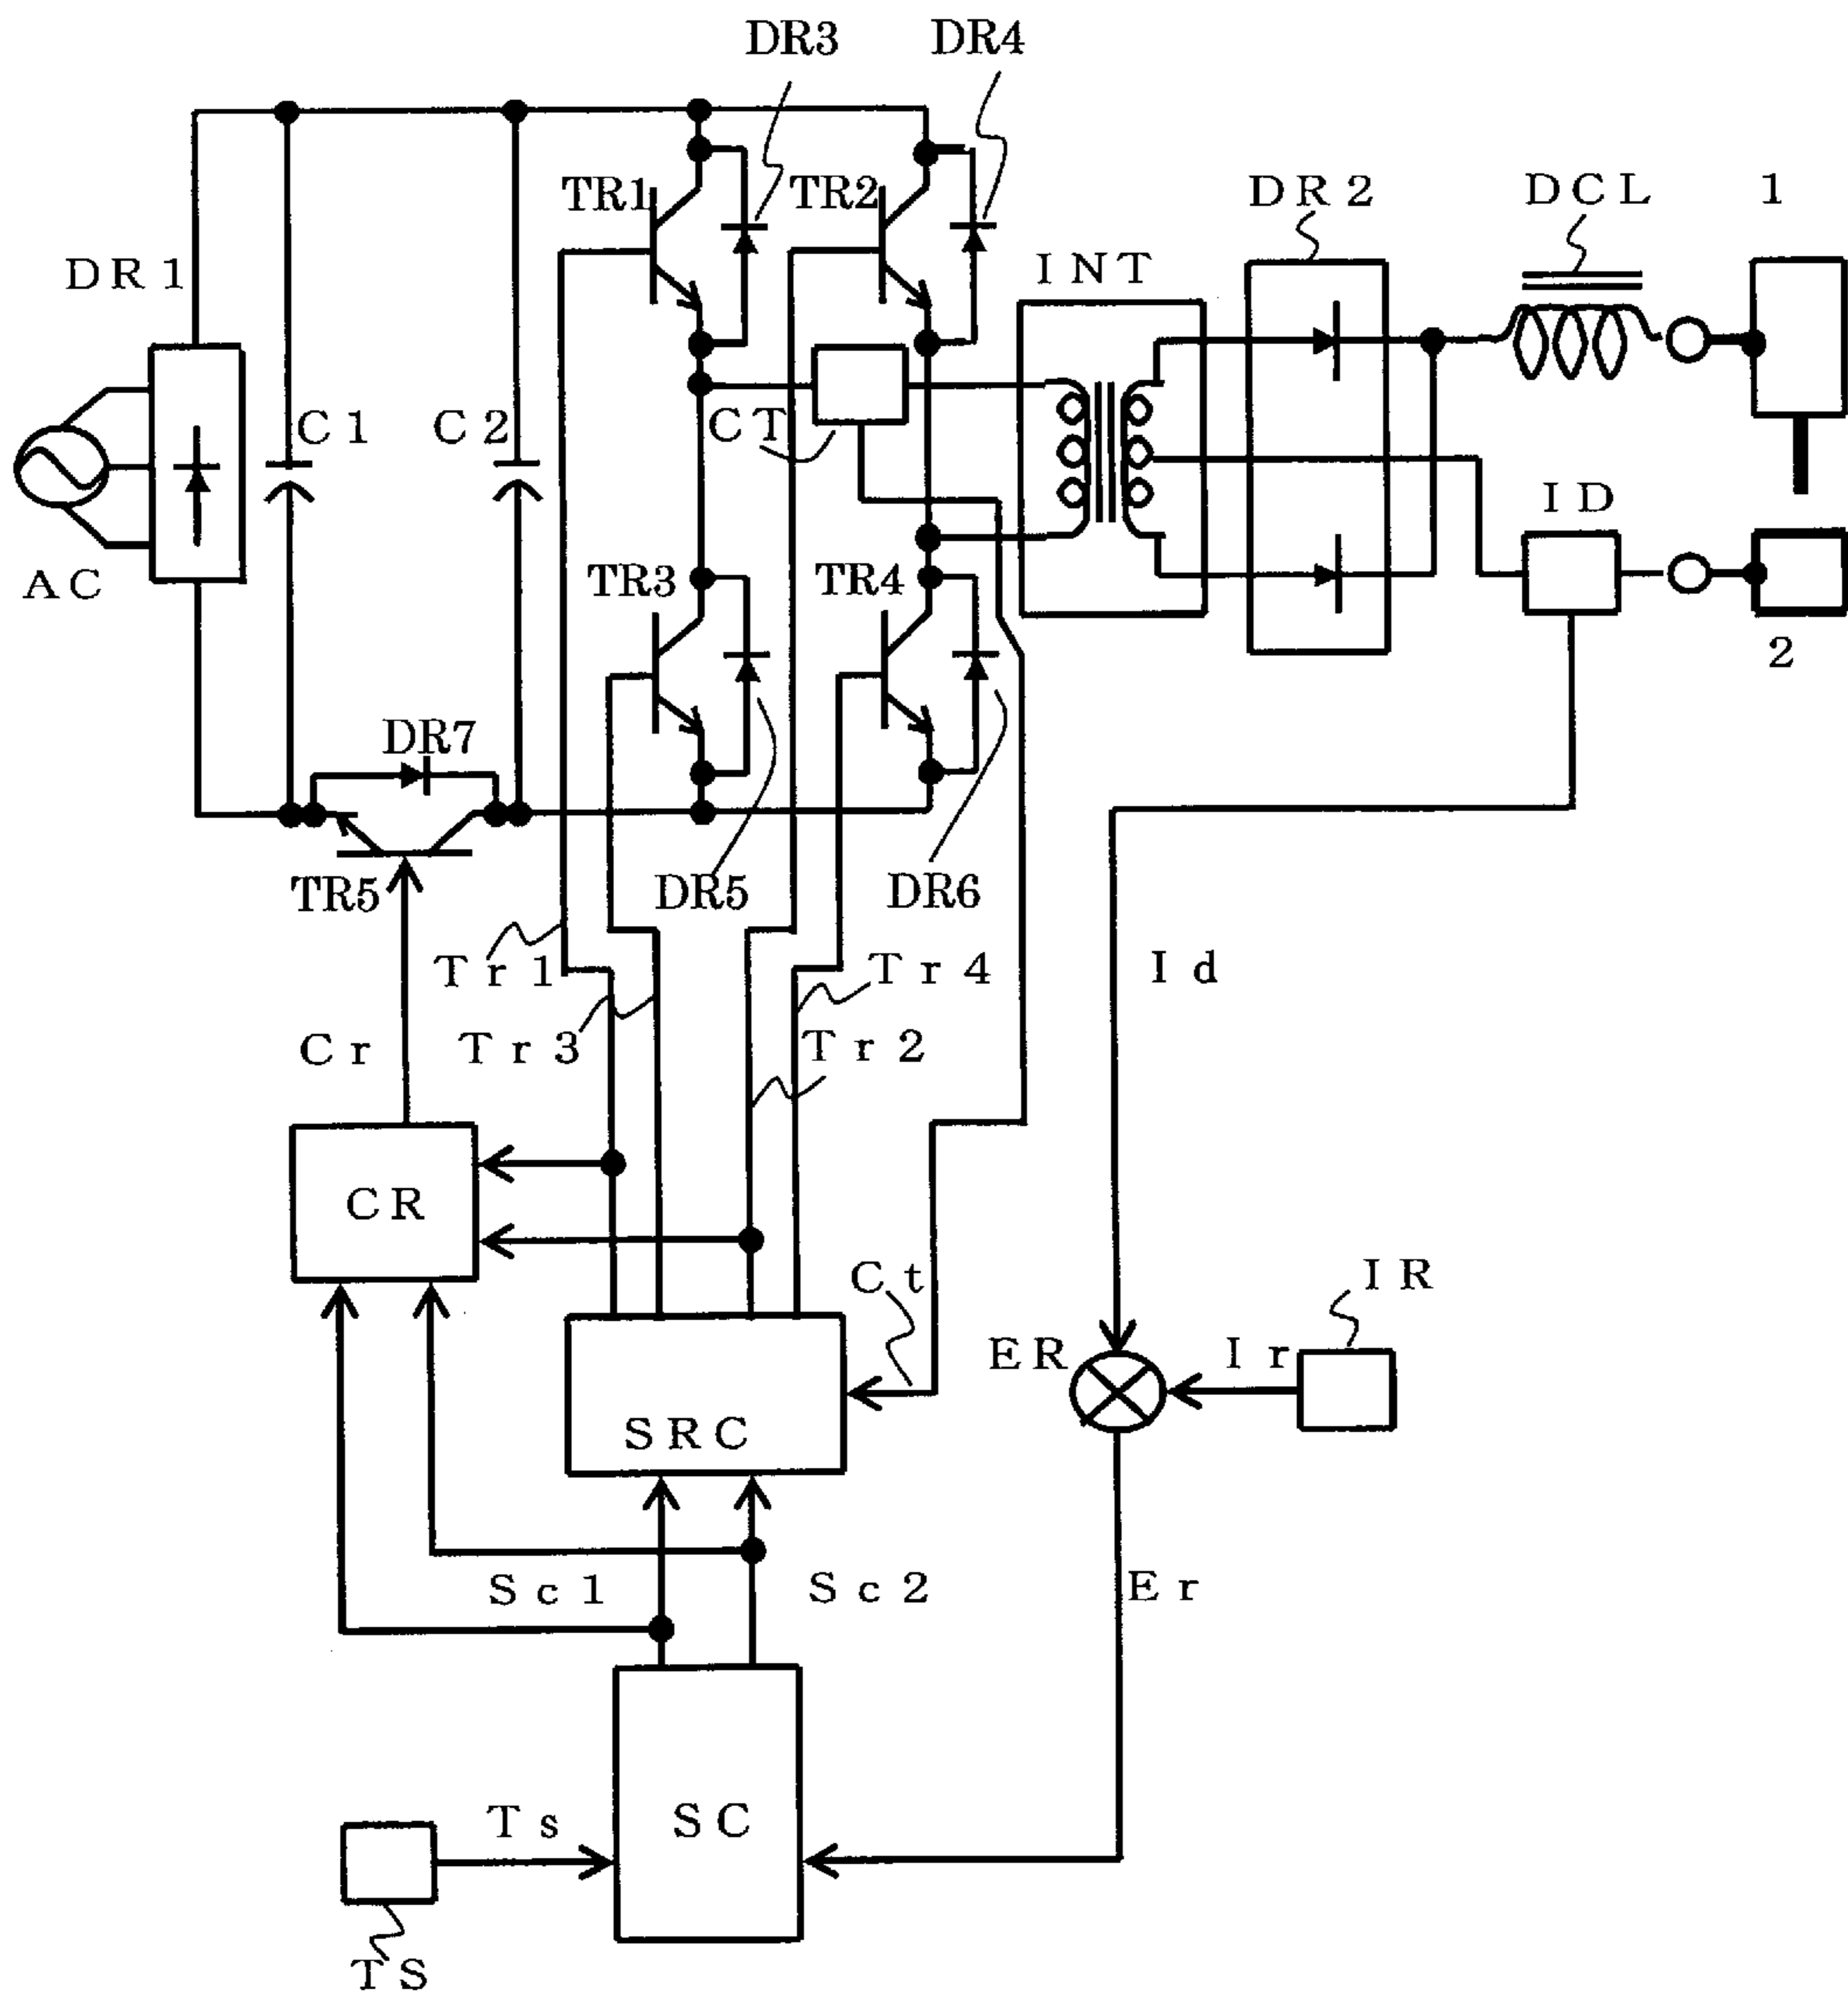 DR3
DR4
TR1
TR2
DR2
DCL
1
DR1
INT
C1
C2
CT
ID
AC
TR3
TR4
2
DR7
TR5
DR5
DR6
Tr1
Tr4
Id
Cr
Tr3
Tr2
CR
Ct
IR
ER
Ir
SRC
Sc1
Sc2
Er
Ts
SC
TS